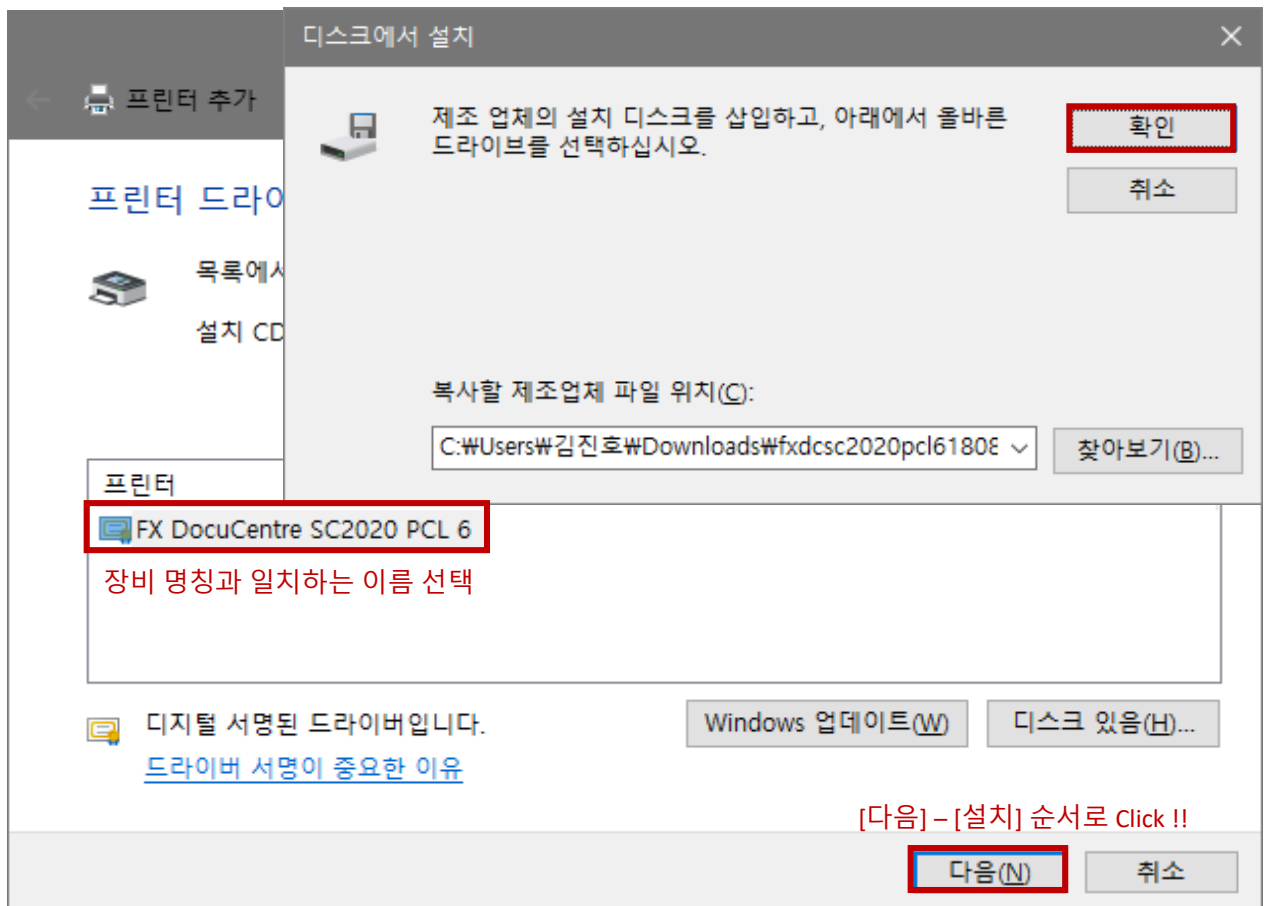 디스크에서 설치
프린터 추가
제조 업체의 설치 디스크를 삽입하고, 아래에서 올바른
드라이브를 선택하십시오.
확인
취소
프린터 드라이
목록에서
설치 CD
복사할 제조업체 파일 위치(C):
C:₩Users₩김진호₩Downloads₩fxdcsc2020pcl61808
찾아보기(B)...
프린터
FX DocuCentre SC2020 PCL 6
장비 명칭과 일치하는 이름 선택
디지털 서명된 드라이버입니다.
Windows 업데이트(W)
디스크 있음(H)...
드라이버 서명이 중요한 이유
[다음] – [설치] 순서로 Click !!
다음(N)
취소